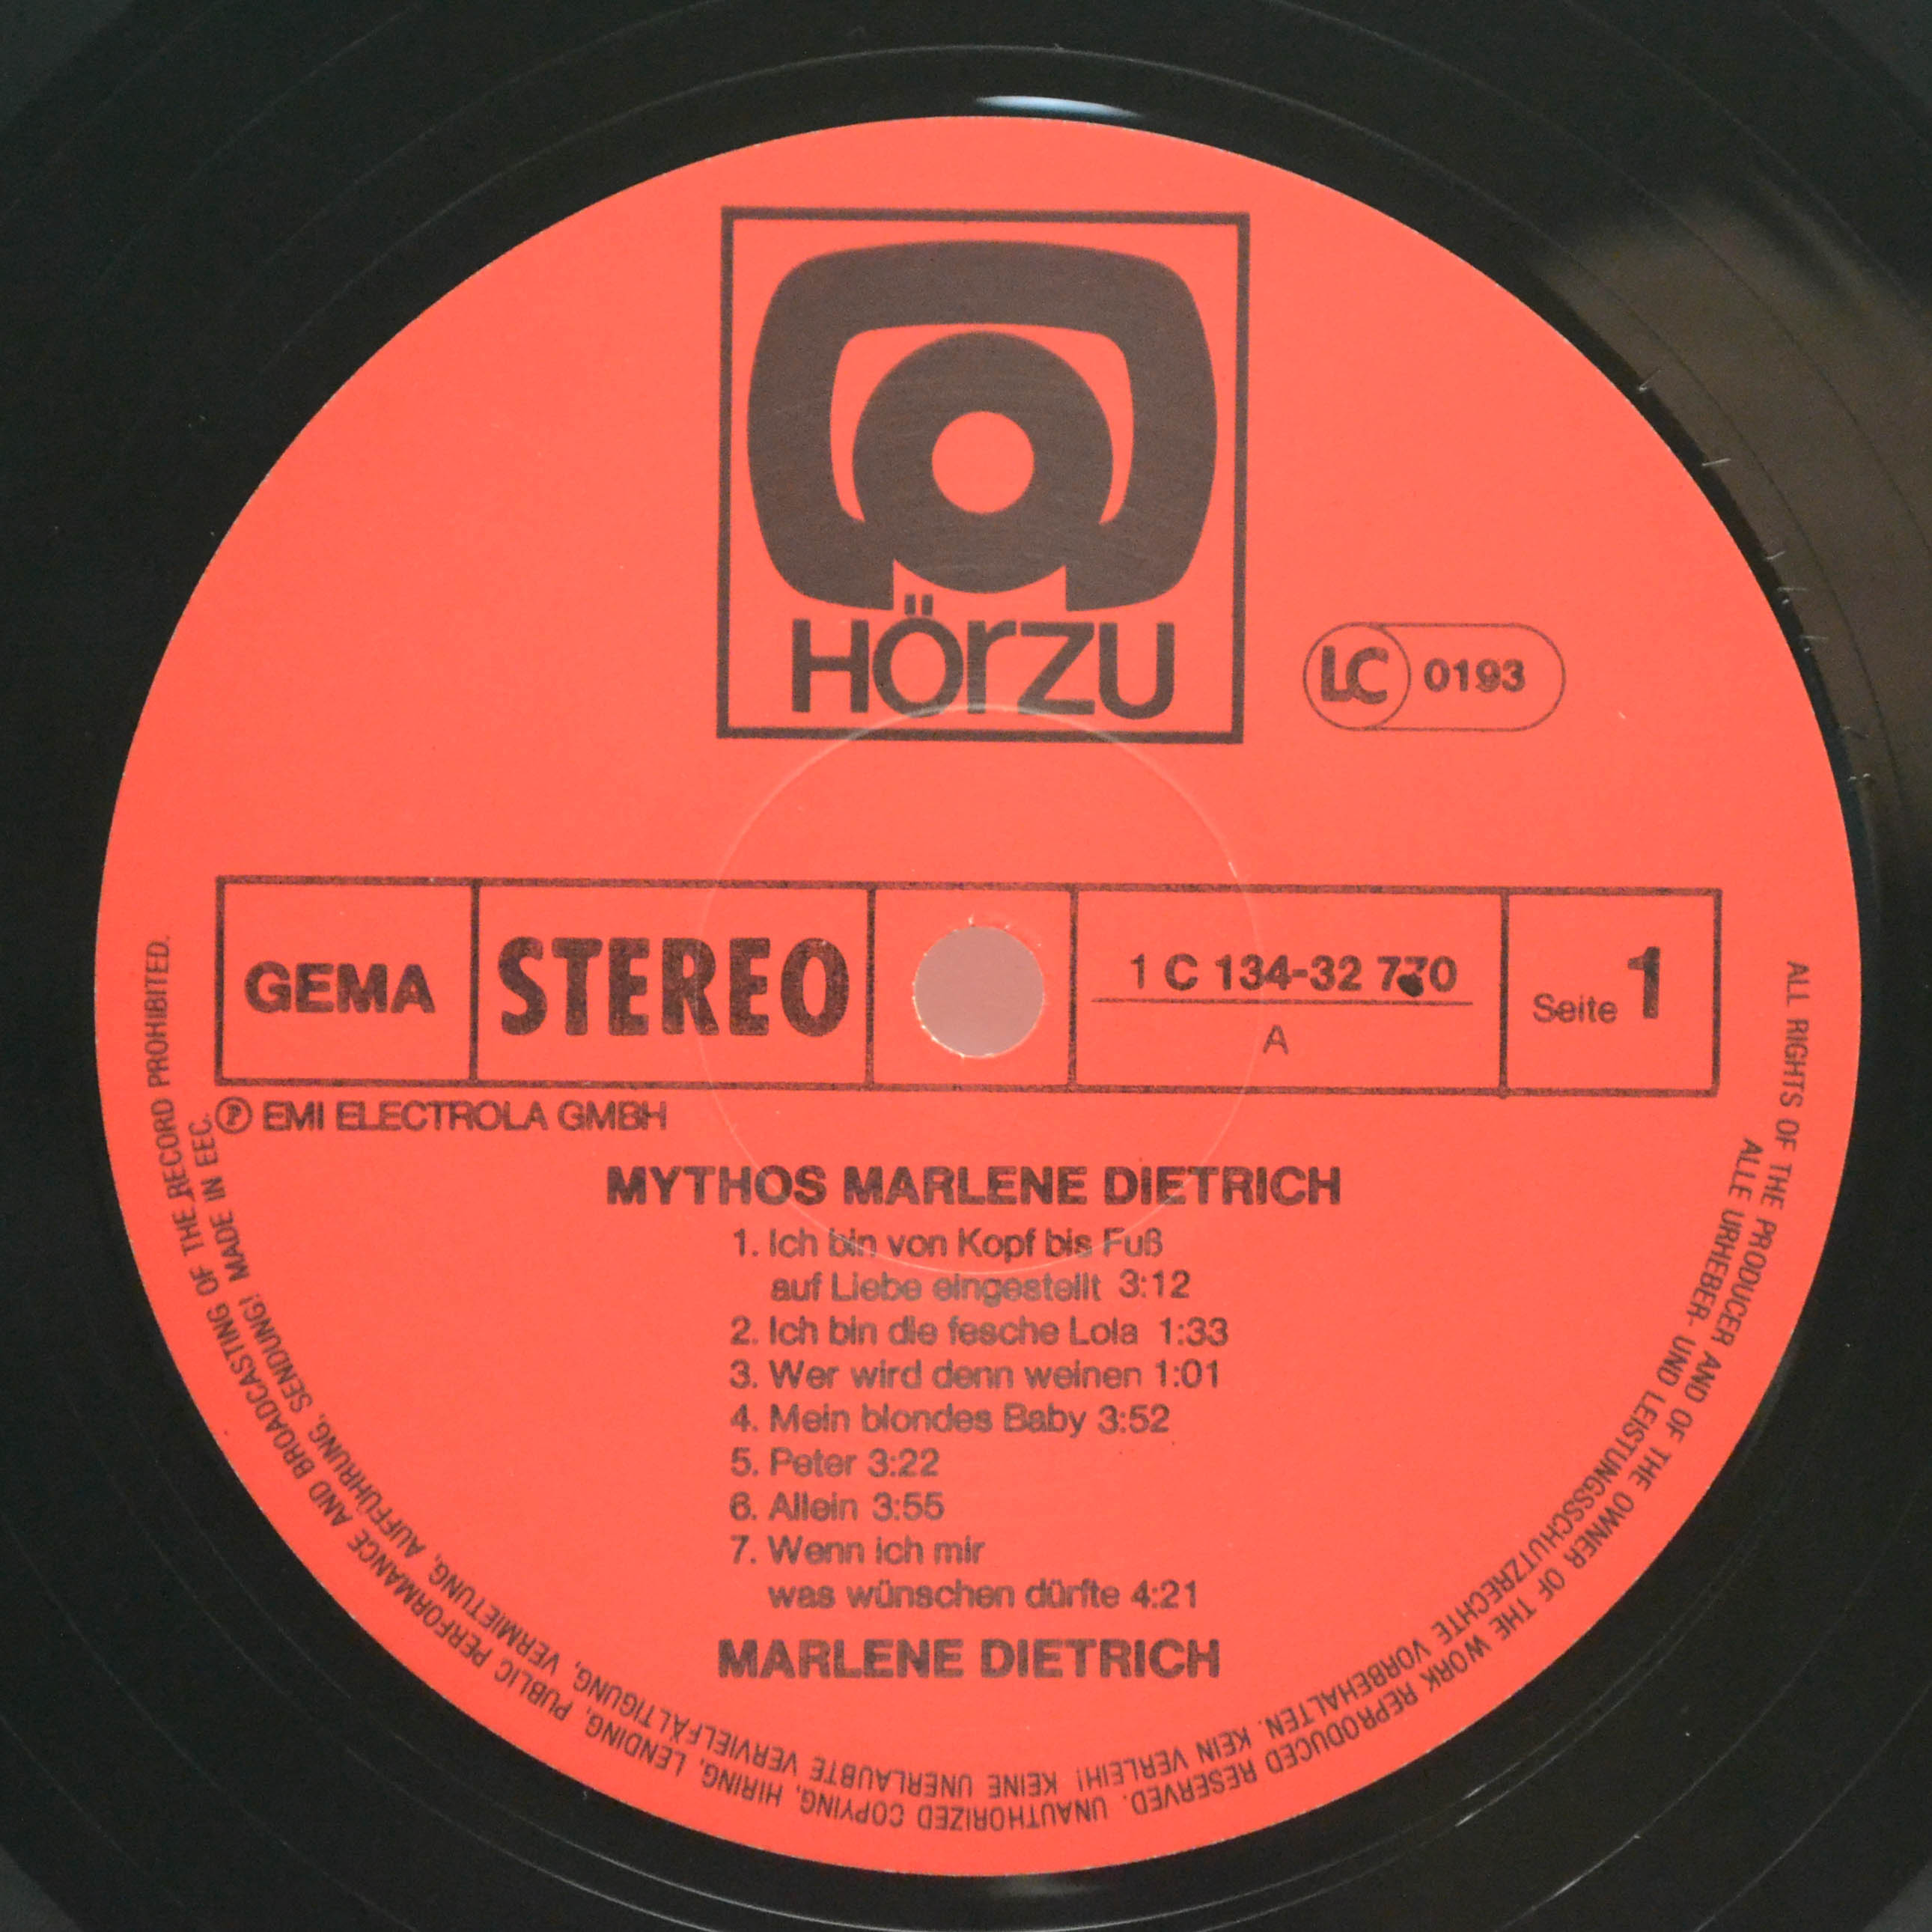 HÖRZU
LC 0193
GEMA
STEREO
1 C 134-32 770
A
Seite 1
Ⓟ EMI ELECTROLA GMBH
MYTHOS MARLENE DIETRICH
1. Ich bin von Kopf bis Fuß
auf Liebe eingestellt 3:12
2. Ich bin die fesche Lola 1:33
3. Wer wird denn weinen 1:01
4. Mein blondes Baby 3:52
5. Peter 3:22
6. Allein 3:55
7. Wenn ich mir
was wünschen dürfte 4:21
MARLENE DIETRICH
ALL RIGHTS OF THE PRODUCER AND OF THE OWNER OF THE WORK REPRODUCED RESERVED. UNAUTHORIZED COPYING, HIRING, LENDING, PUBLIC PERFORMANCE AND BROADCASTING OF THE RECORD PROHIBITED.
ALLE URHEBER- UND LEISTUNGSSCHUTZRECHTE VORBEHALTEN. KEIN VERLEIH! KEINE UNERLAUBTE VERVIELFÄLTIGUNG, VERMIETUNG, AUFFÜHRUNG, SENDUNG! MADE IN EEC.